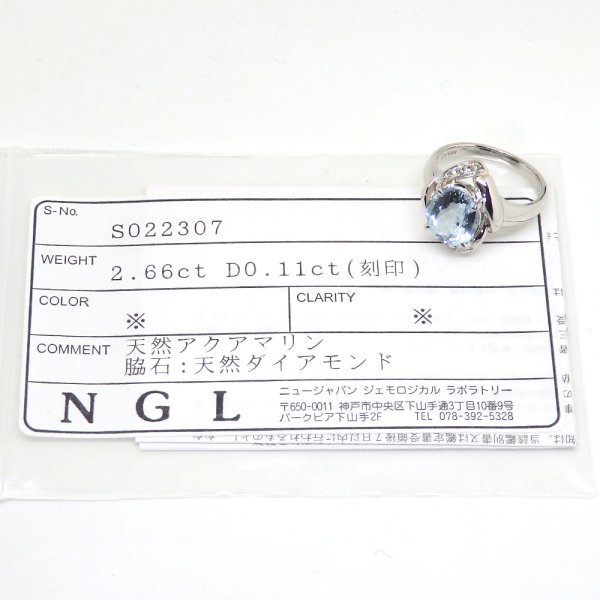 S-No.
S022307
WEIGHT
2.66ct D0.11ct(刻印)
COLOR
※
CLARITY
※
COMMENT
天然アクアマリン
脇石:天然ダイアモンド
NGL
ニュージャパン ジェモロジカル ラボラトリー
〒650-0011 神戸市中央区下山手通3丁目10番9号
パークビア下山手2F TEL 078-392-5328